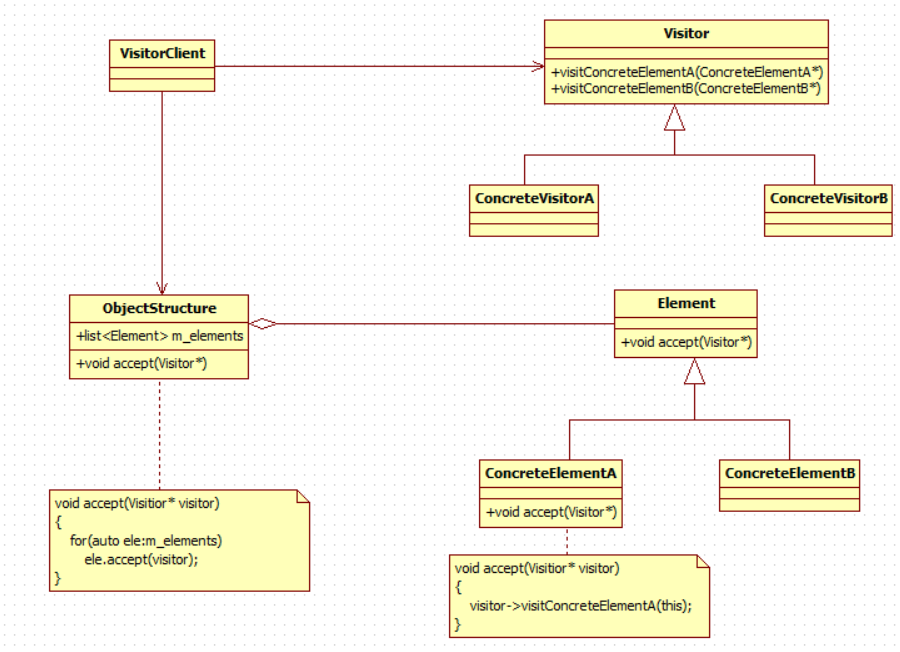 VisitorClient
Visitor
+visitConcreteElementA(ConcreteElementA*)
+visitConcreteElementB(ConcreteElementB*)
ConcreteVisitorA
ConcreteVisitorB
ObjectStructure
+list<Element> m_elements
+void accept(Visitor*)
Element
+void accept(Visitor*)
ConcreteElementA
+void accept(Visitor*)
ConcreteElementB
void accept(Visitior* visitor)
{
for(auto ele:m_elements)
ele.accept(visitor);
}
void accept(Visitior* visitor)
{
visitor->visitConcreteElementA(this);
}